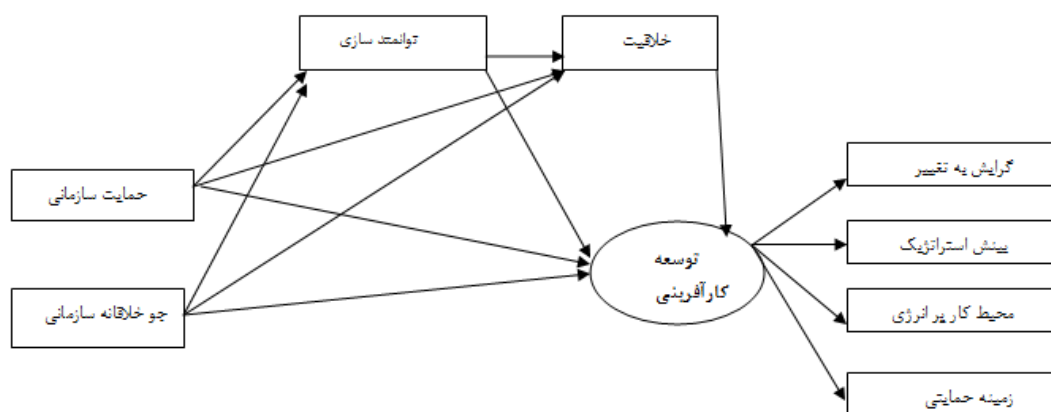 توانمتد سازی
خلاقیت
حمایت سازمانی
گرایش به تغییر
بینش استراتژیک
توسعه
کارآفرینی
جو خلاقانه سازمانی
محیط کار پر انرژی
زمینه حمایتی